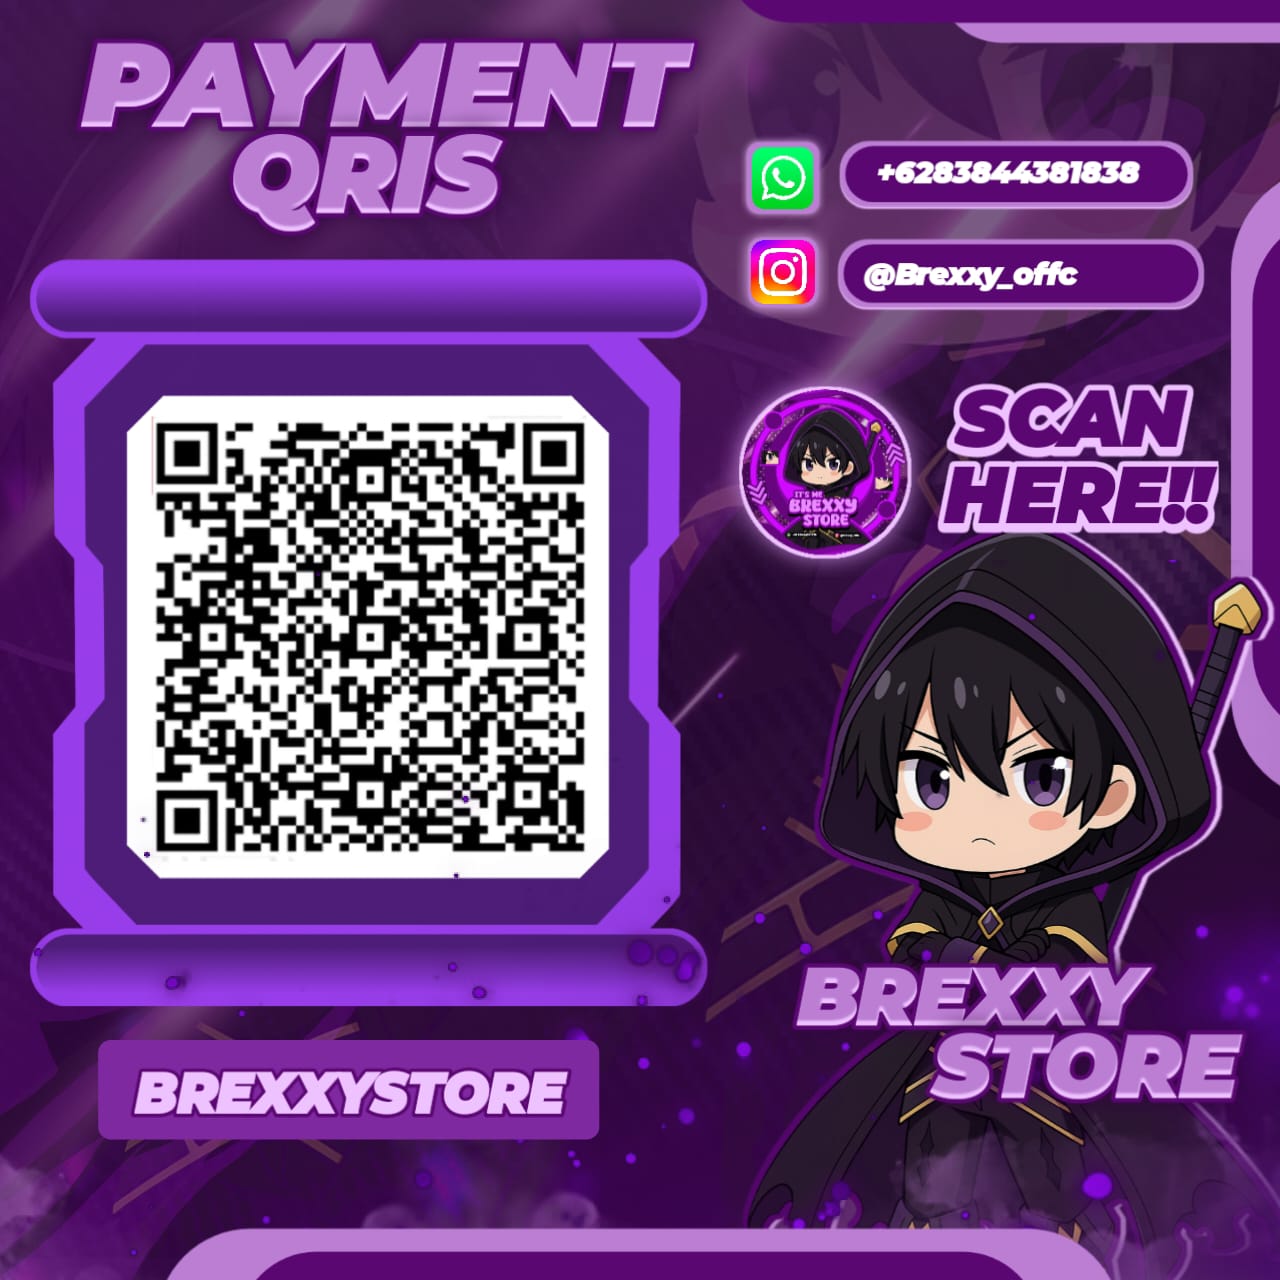 PAYMENT
QRIS
+6283844381838
@Brexxy_offc
SCAN
HERE!!
IT'S ME
BREXXY
STORE
BREXXY
STORE
BREXXYSTORE